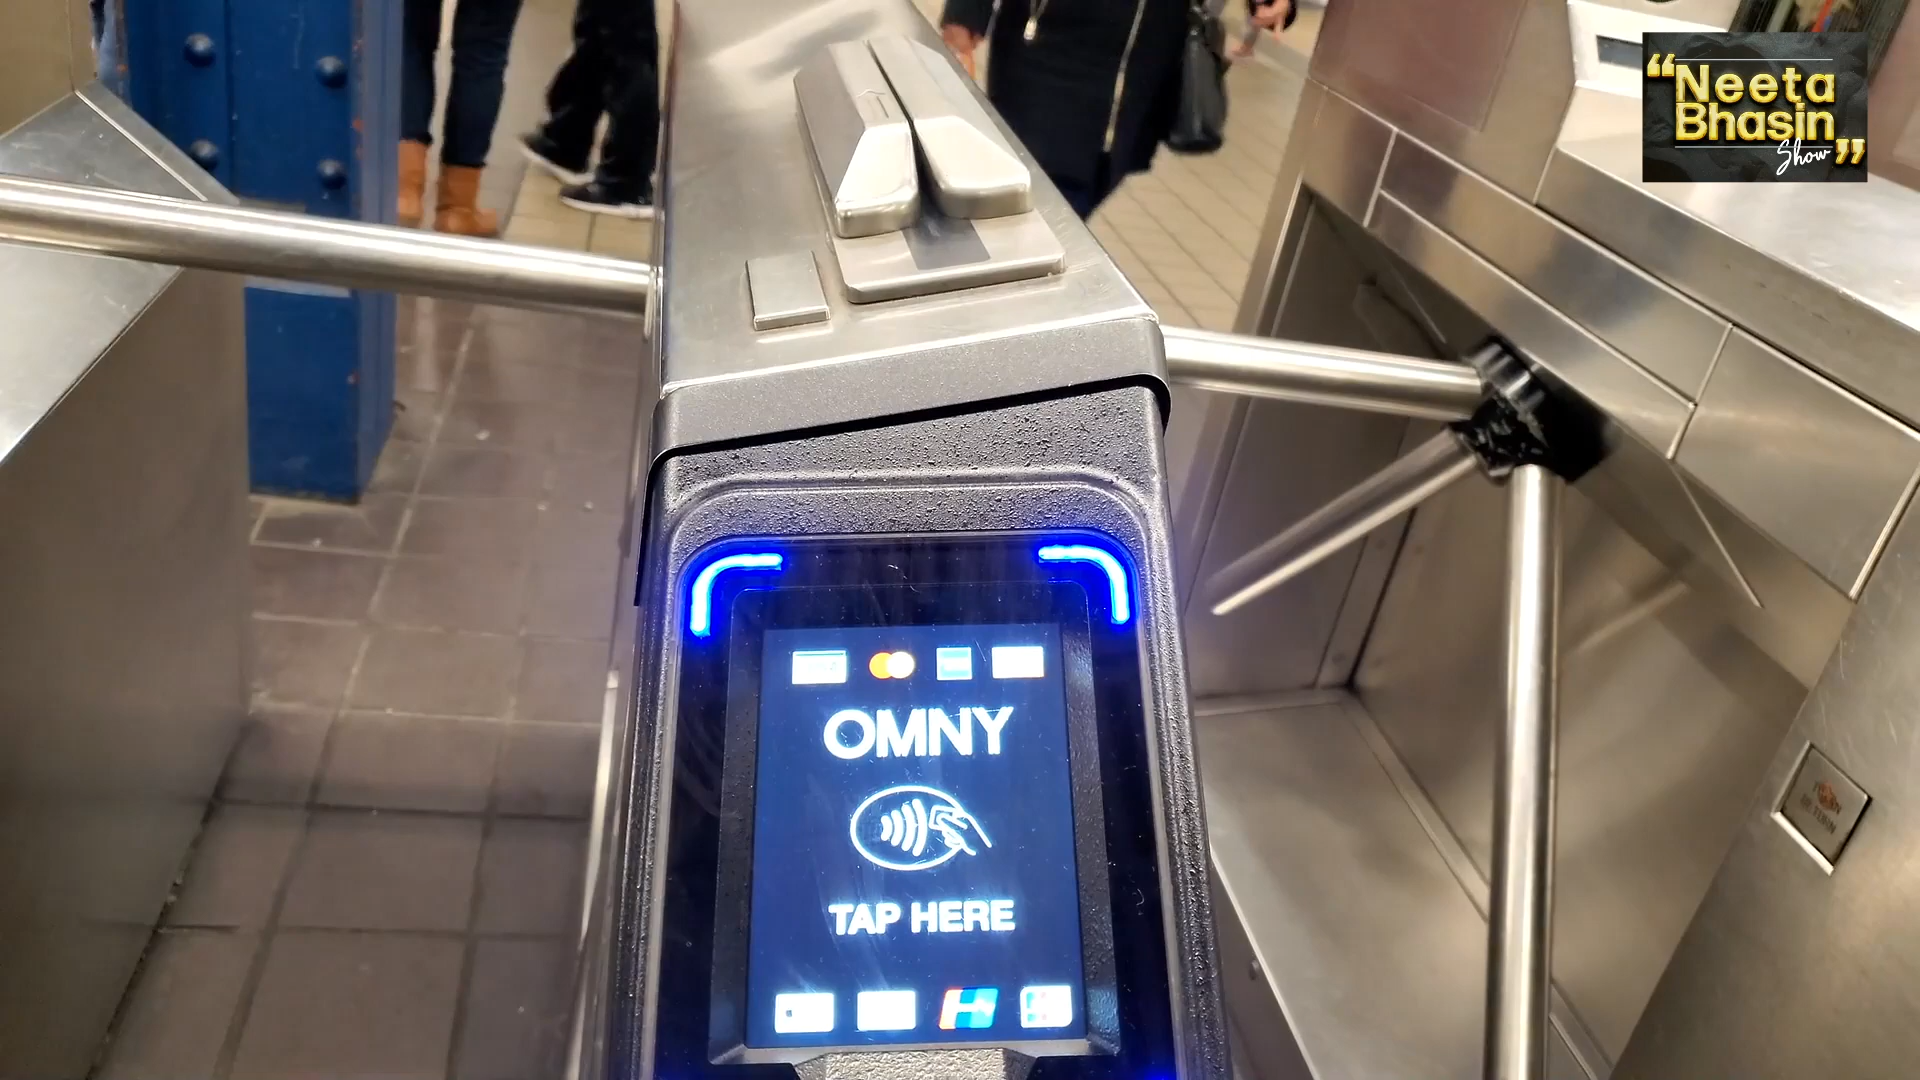 “Neeta
Bhasin
Show”
OMNY
TAP HERE